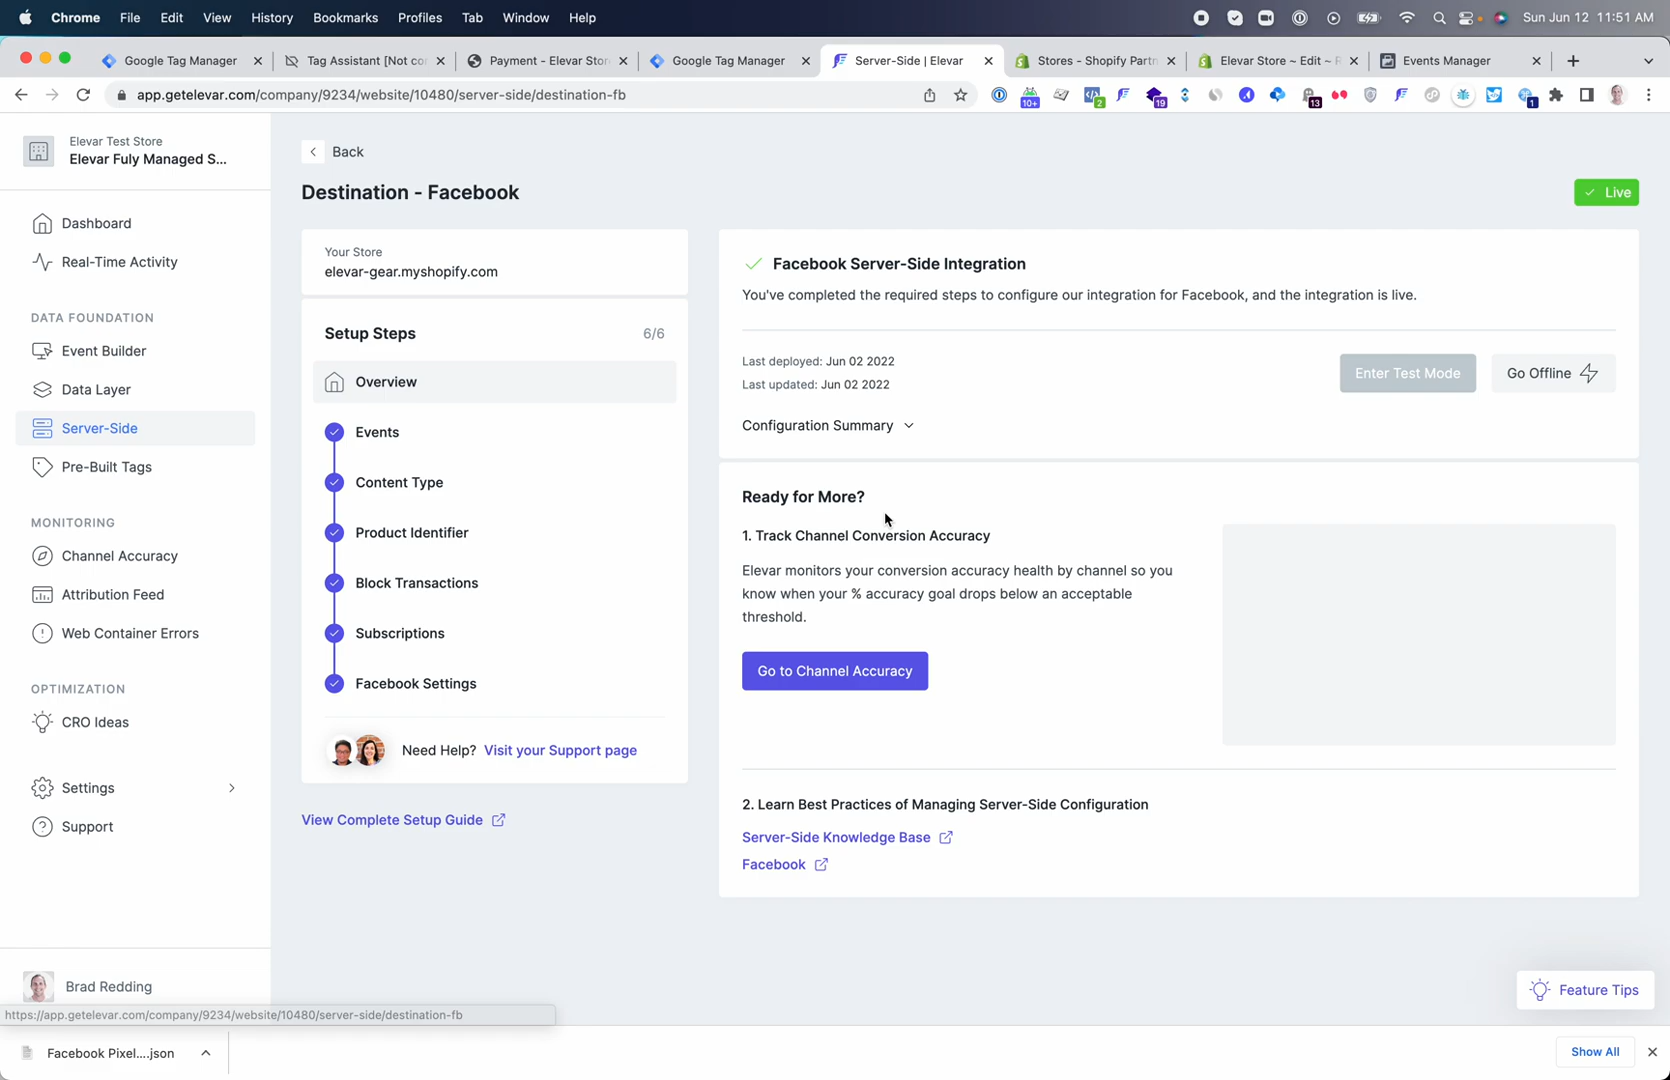 Chrome File Edit View History Bookmarks Profiles Tab Window Help Sun Jun 12 11:51 AM
Google Tag Manager Tag Assistant [Not co Payment - Elevar Stor Google Tag Manager Server-Side | Elevar Stores - Shopify Partn Elevar Store ~ Edit ~ R Events Manager
app.getelevar.com/company/9234/website/10480/server-side/destination-fb 10+ 2 19 13 1
Elevar Test Store
Elevar Fuly Managed S...
Dashboard
Real-Time Activity
DATA FOUNDATION
Event Builder
Data Layer
Server-Side
Pre-Built Tags
MONITORING
Channel Accuracy
Attribution Feed
Web Container Errors
OPTIMIZATION
CRO Ideas
Settings
Support
Brad Redding
Back
Destination - Facebook
Live
Your Store
elevar-gear.myshopify.com
Setup Steps 6/6
Overview
Events
Content Type
Product Identifier
Block Transactions
Subscriptions
Facebook Settings
Need Help? Visit your Support page
View Complete Setup Guide
Facebook Server-Side Integration
You've completed the required steps to configure our integration for Facebook, and the integration is live.
Last deployed: Jun 02 2022
Last updated: Jun 02 2022
Enter Test Mode Go Offline
Configuration Summary
Ready for More?
1. Track Channel Conversion Accuracy
Elevar monitors your conversion accuracy health by channel so you
know when your % accuracy goal drops below an acceptable
threshold.
Go to Channel Accuracy
2. Learn Best Practices of Managing Server-Side Configuration
Server-Side Knowledge Base
Facebook
Feature Tips
https://app.getelevar.com/company/9234/website/10480/server-side/destination-fb
Facebook Pixel....json Show All